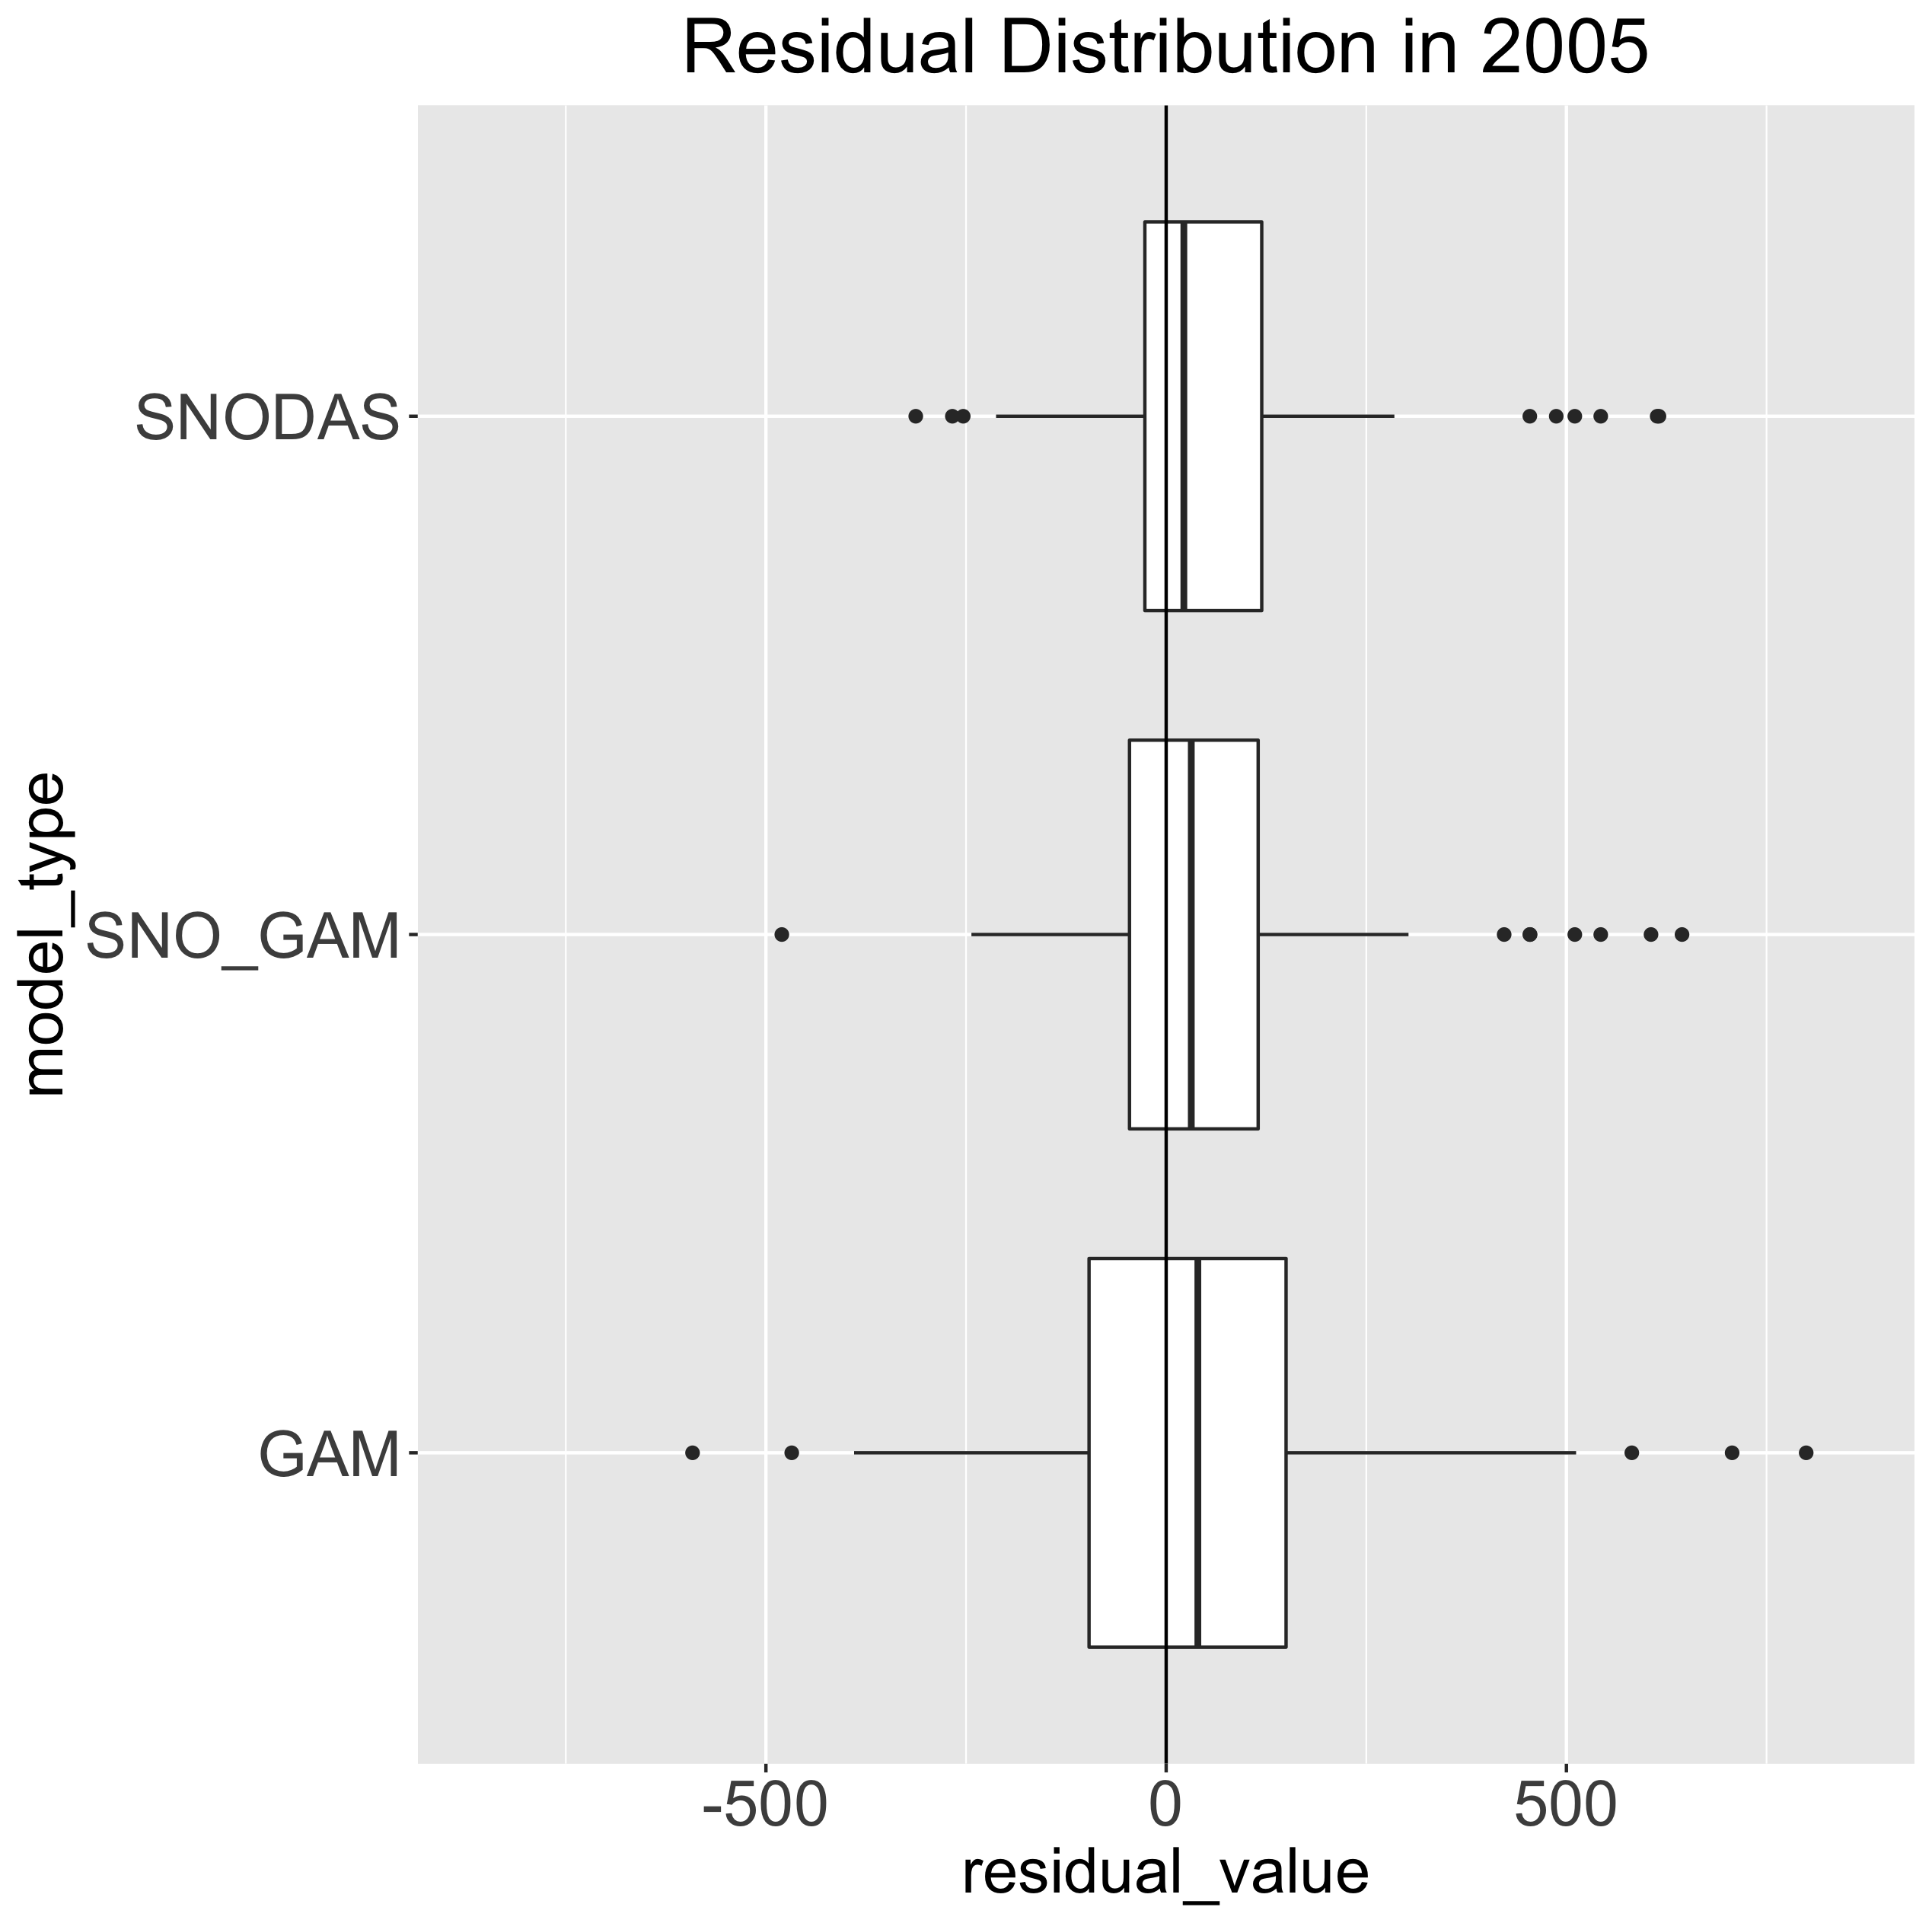 Residual Distribution in 2005
model_type
SNODAS
SNO_GAM
GAM
-500 0 500
residual_value